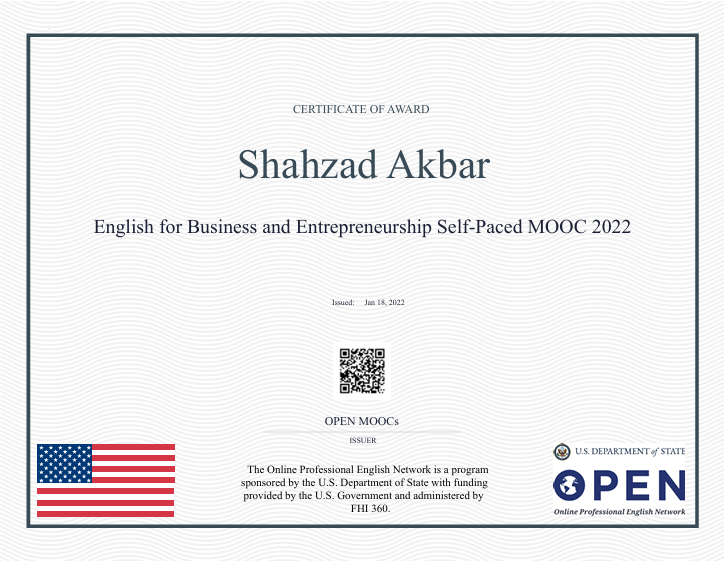 CERTIFICATE OF AWARD
Shahzad Akbar
English for Business and Entrepreneurship Self-Paced MOOC 2022
Issued: Jan 18, 2022
OPEN MOOCs
ISSUER
The Online Professional English Network is a program
sponsored by the U.S. Department of State with funding
provided by the U.S. Government and administered by
FHI 360.
U.S. DEPARTMENT of STATE
OPEN
Online Professional English Network